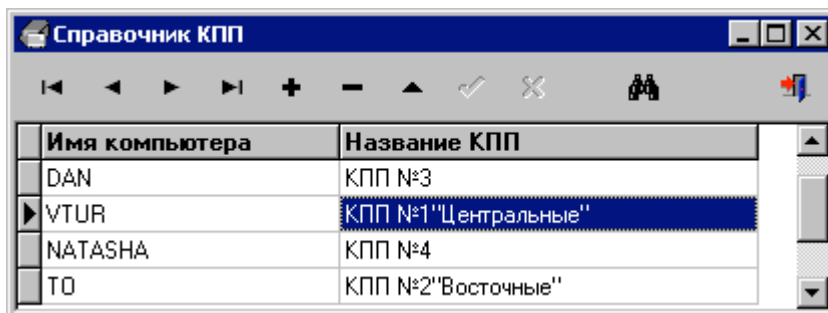 Справочник КПП
Имя компьютера Название КПП
DAN КПП №3
VTUR КПП №1"Центральные"
NATASHA КПП №4
TO КПП №2"Восточные"